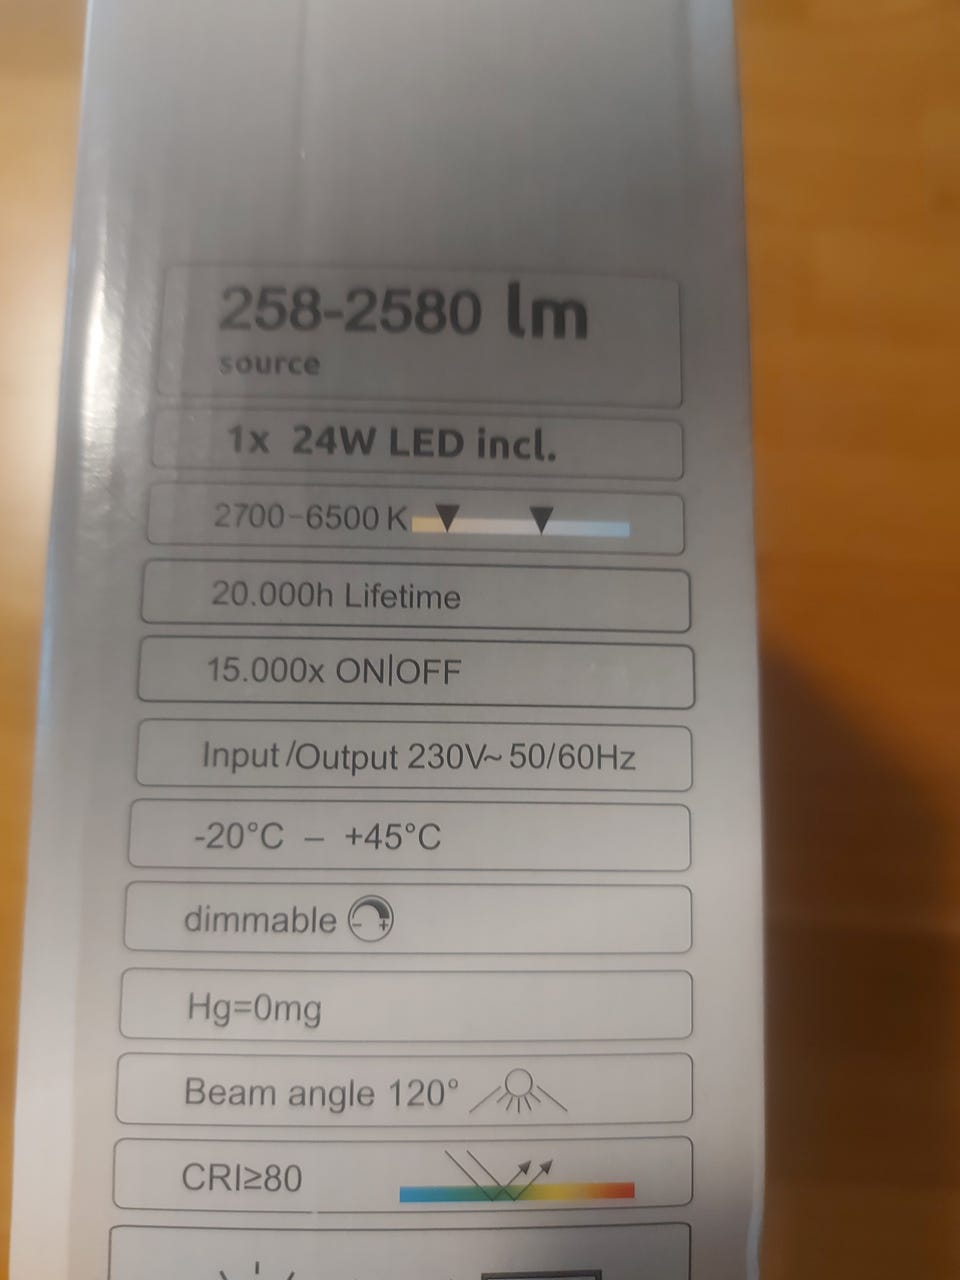 258-2580 lm
source
1x 24W LED incl.
2700-6500 K
20.000h Lifetime
15.000x ON|OFF
Input/Output 230V~ 50/60Hz
-20°C – +45°C
dimmable
- +
Hg=0mg
Beam angle 120°
CRI≥80